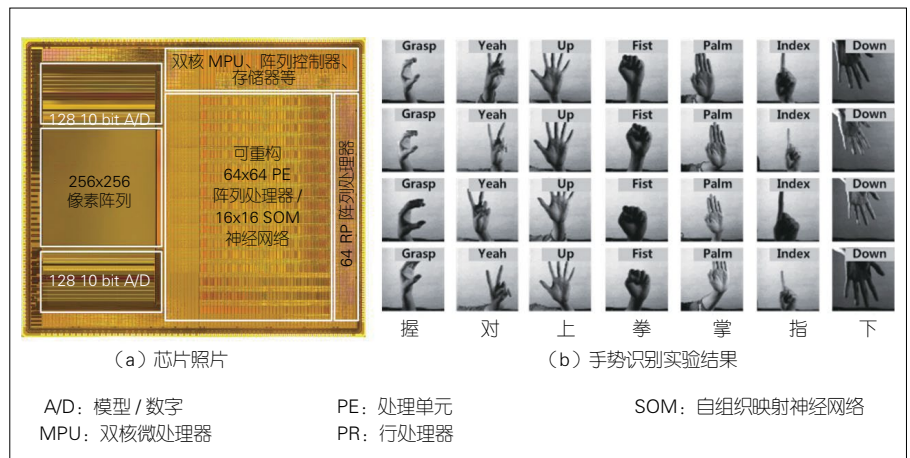 双核 MPU、阵列控制器、
存储器等
128 10 bit A/D
256x256
像素阵列
128 10 bit A/D
可重构
64x64 PE
阵列处理器 /
16x16 SOM
神经网络
64 RP 阵列处理器
Grasp Yeah Up Fist Palm Index Down
Grasp Yeah Up Fist Palm Index Down
Grasp Yeah Up Fist Palm Index Down
Grasp Yeah Up Fist Palm Index Down
握 对 上 拳 掌 指 下
(a)芯片照片
(b)手势识别实验结果
A/D：模型 / 数字 PE：处理单元 SOM：自组织映射神经网络
MPU：双核微处理器 PR：行处理器